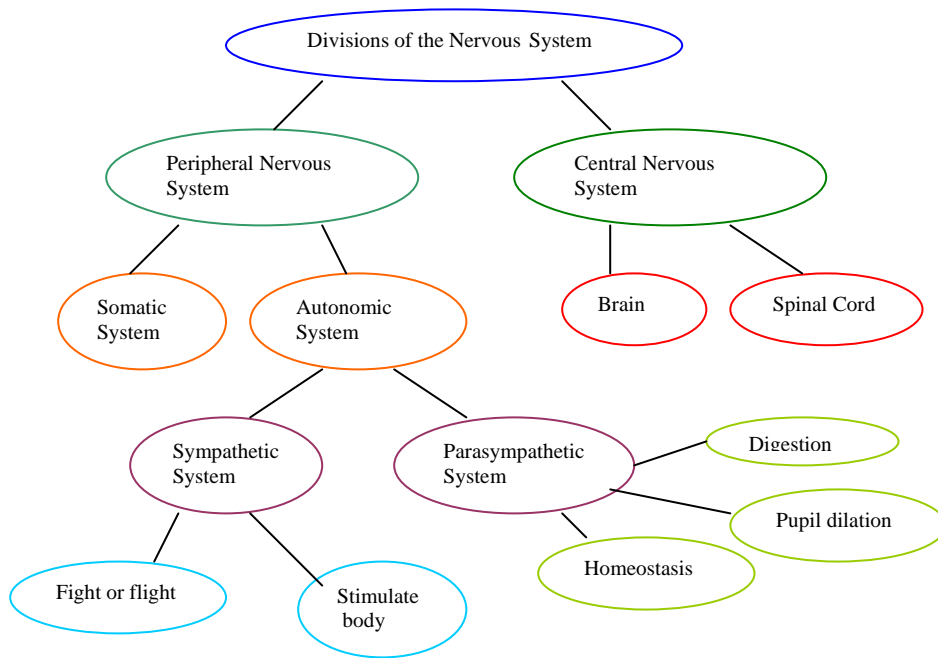 Divisions of the Nervous System
Peripheral Nervous
System
Central Nervous
System
Somatic
System
Autonomic
System
Brain
Spinal Cord
Sympathetic
System
Parasympathetic
System
Digestion
Pupil dilation
Homeostasis
Fight or flight
Stimulate
body